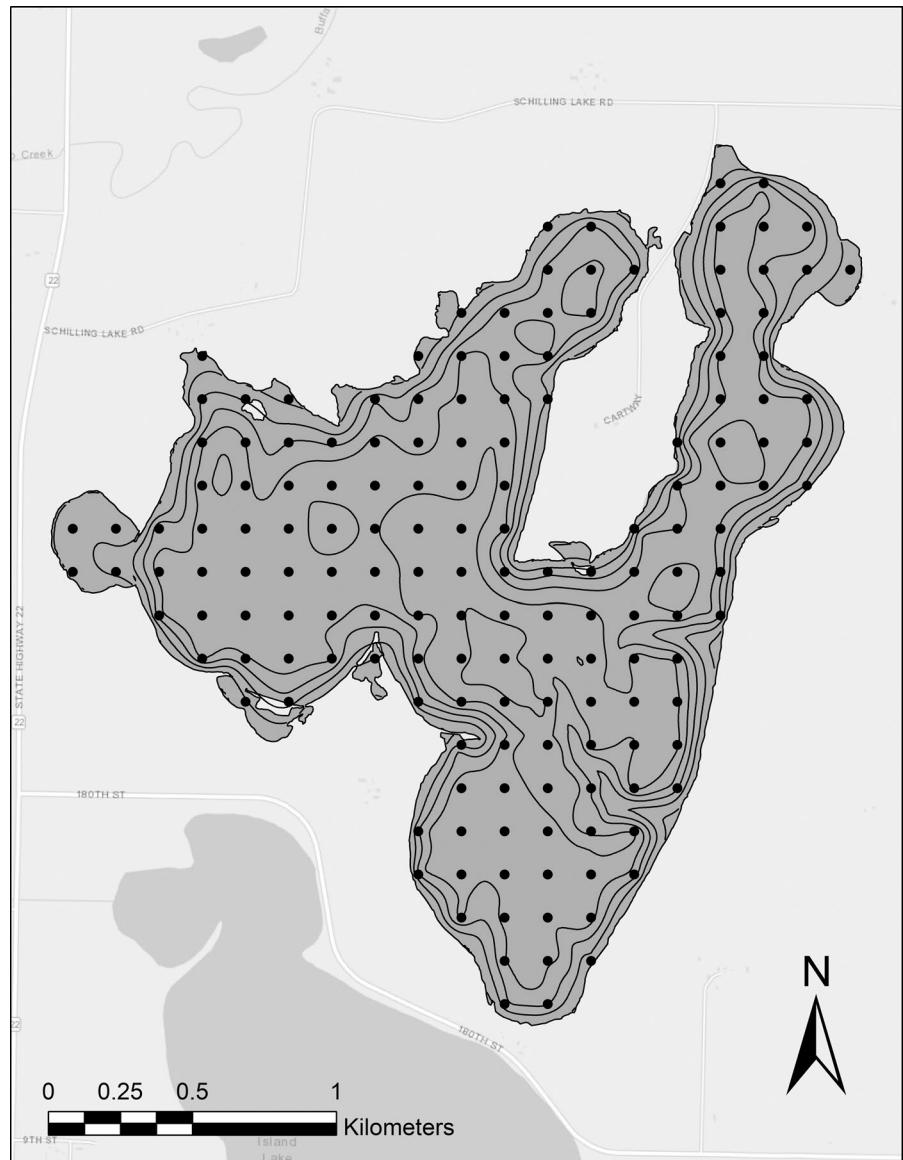 Buffa
SCHILLING LAKE RD
o Creek
22
SCHILLING LAKE RD
CARTWAY
STATE HIGHWAY 22
22
180TH ST
N
22
180TH ST
0 0.25 0.5 1
Kilometers
9TH ST
Island
Lake